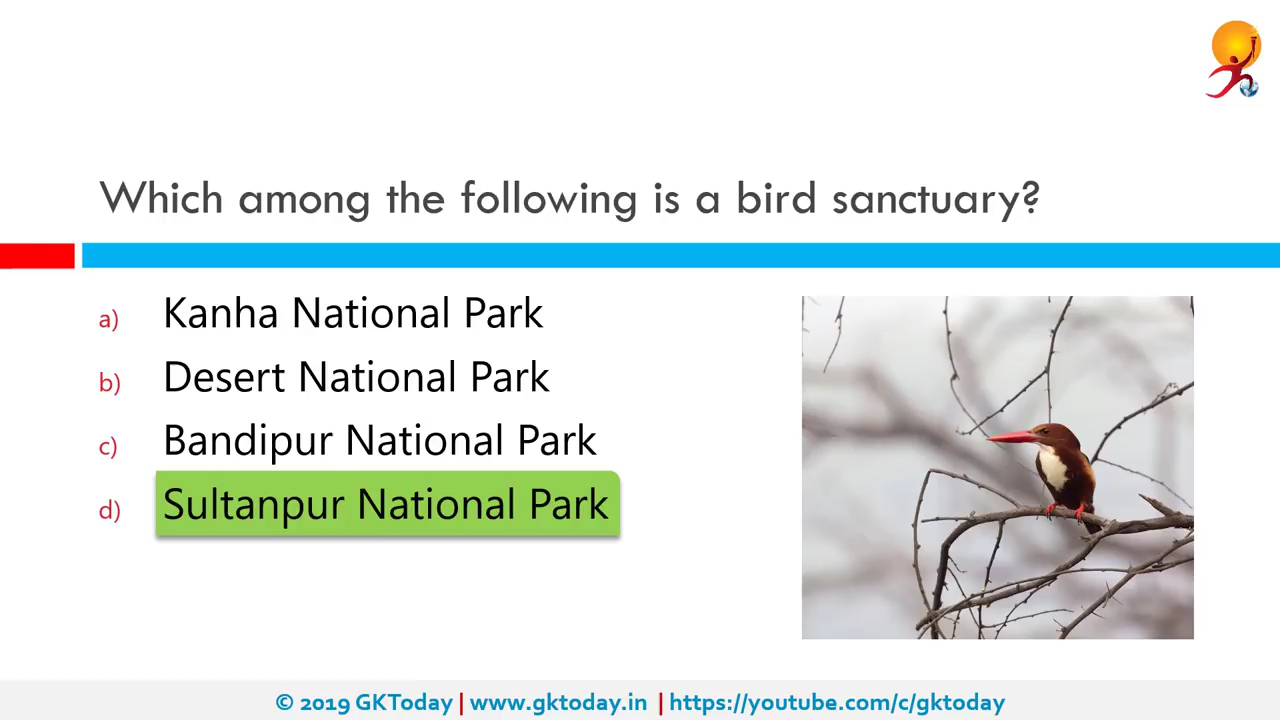 Which among the following is a bird sanctuary?
a) Kanha National Park
b) Desert National Park
c) Bandipur National Park
d) Sultanpur National Park
© 2019 GKToday | www.gktoday.in | https://youtube.com/c/gktoday